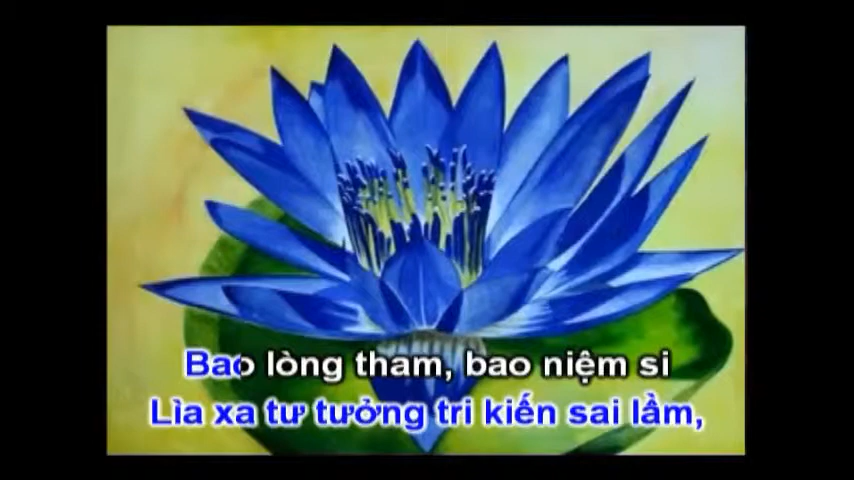 Bao lòng tham, bao niệm si
Lìa xa tư tưởng tri kiến sai lầm,